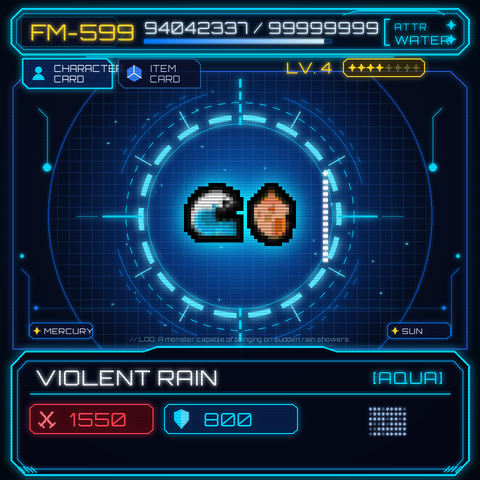 FM-599
94042337 / 99999999
ATTR
WATER
CHARACTER
CARD
ITEM
CARD
LV. 4
MERCURY
SUN
// LOG: A monster capable of bringing on sudden rain showers.
VIOLENT RAIN
[AQUA]
1550
800